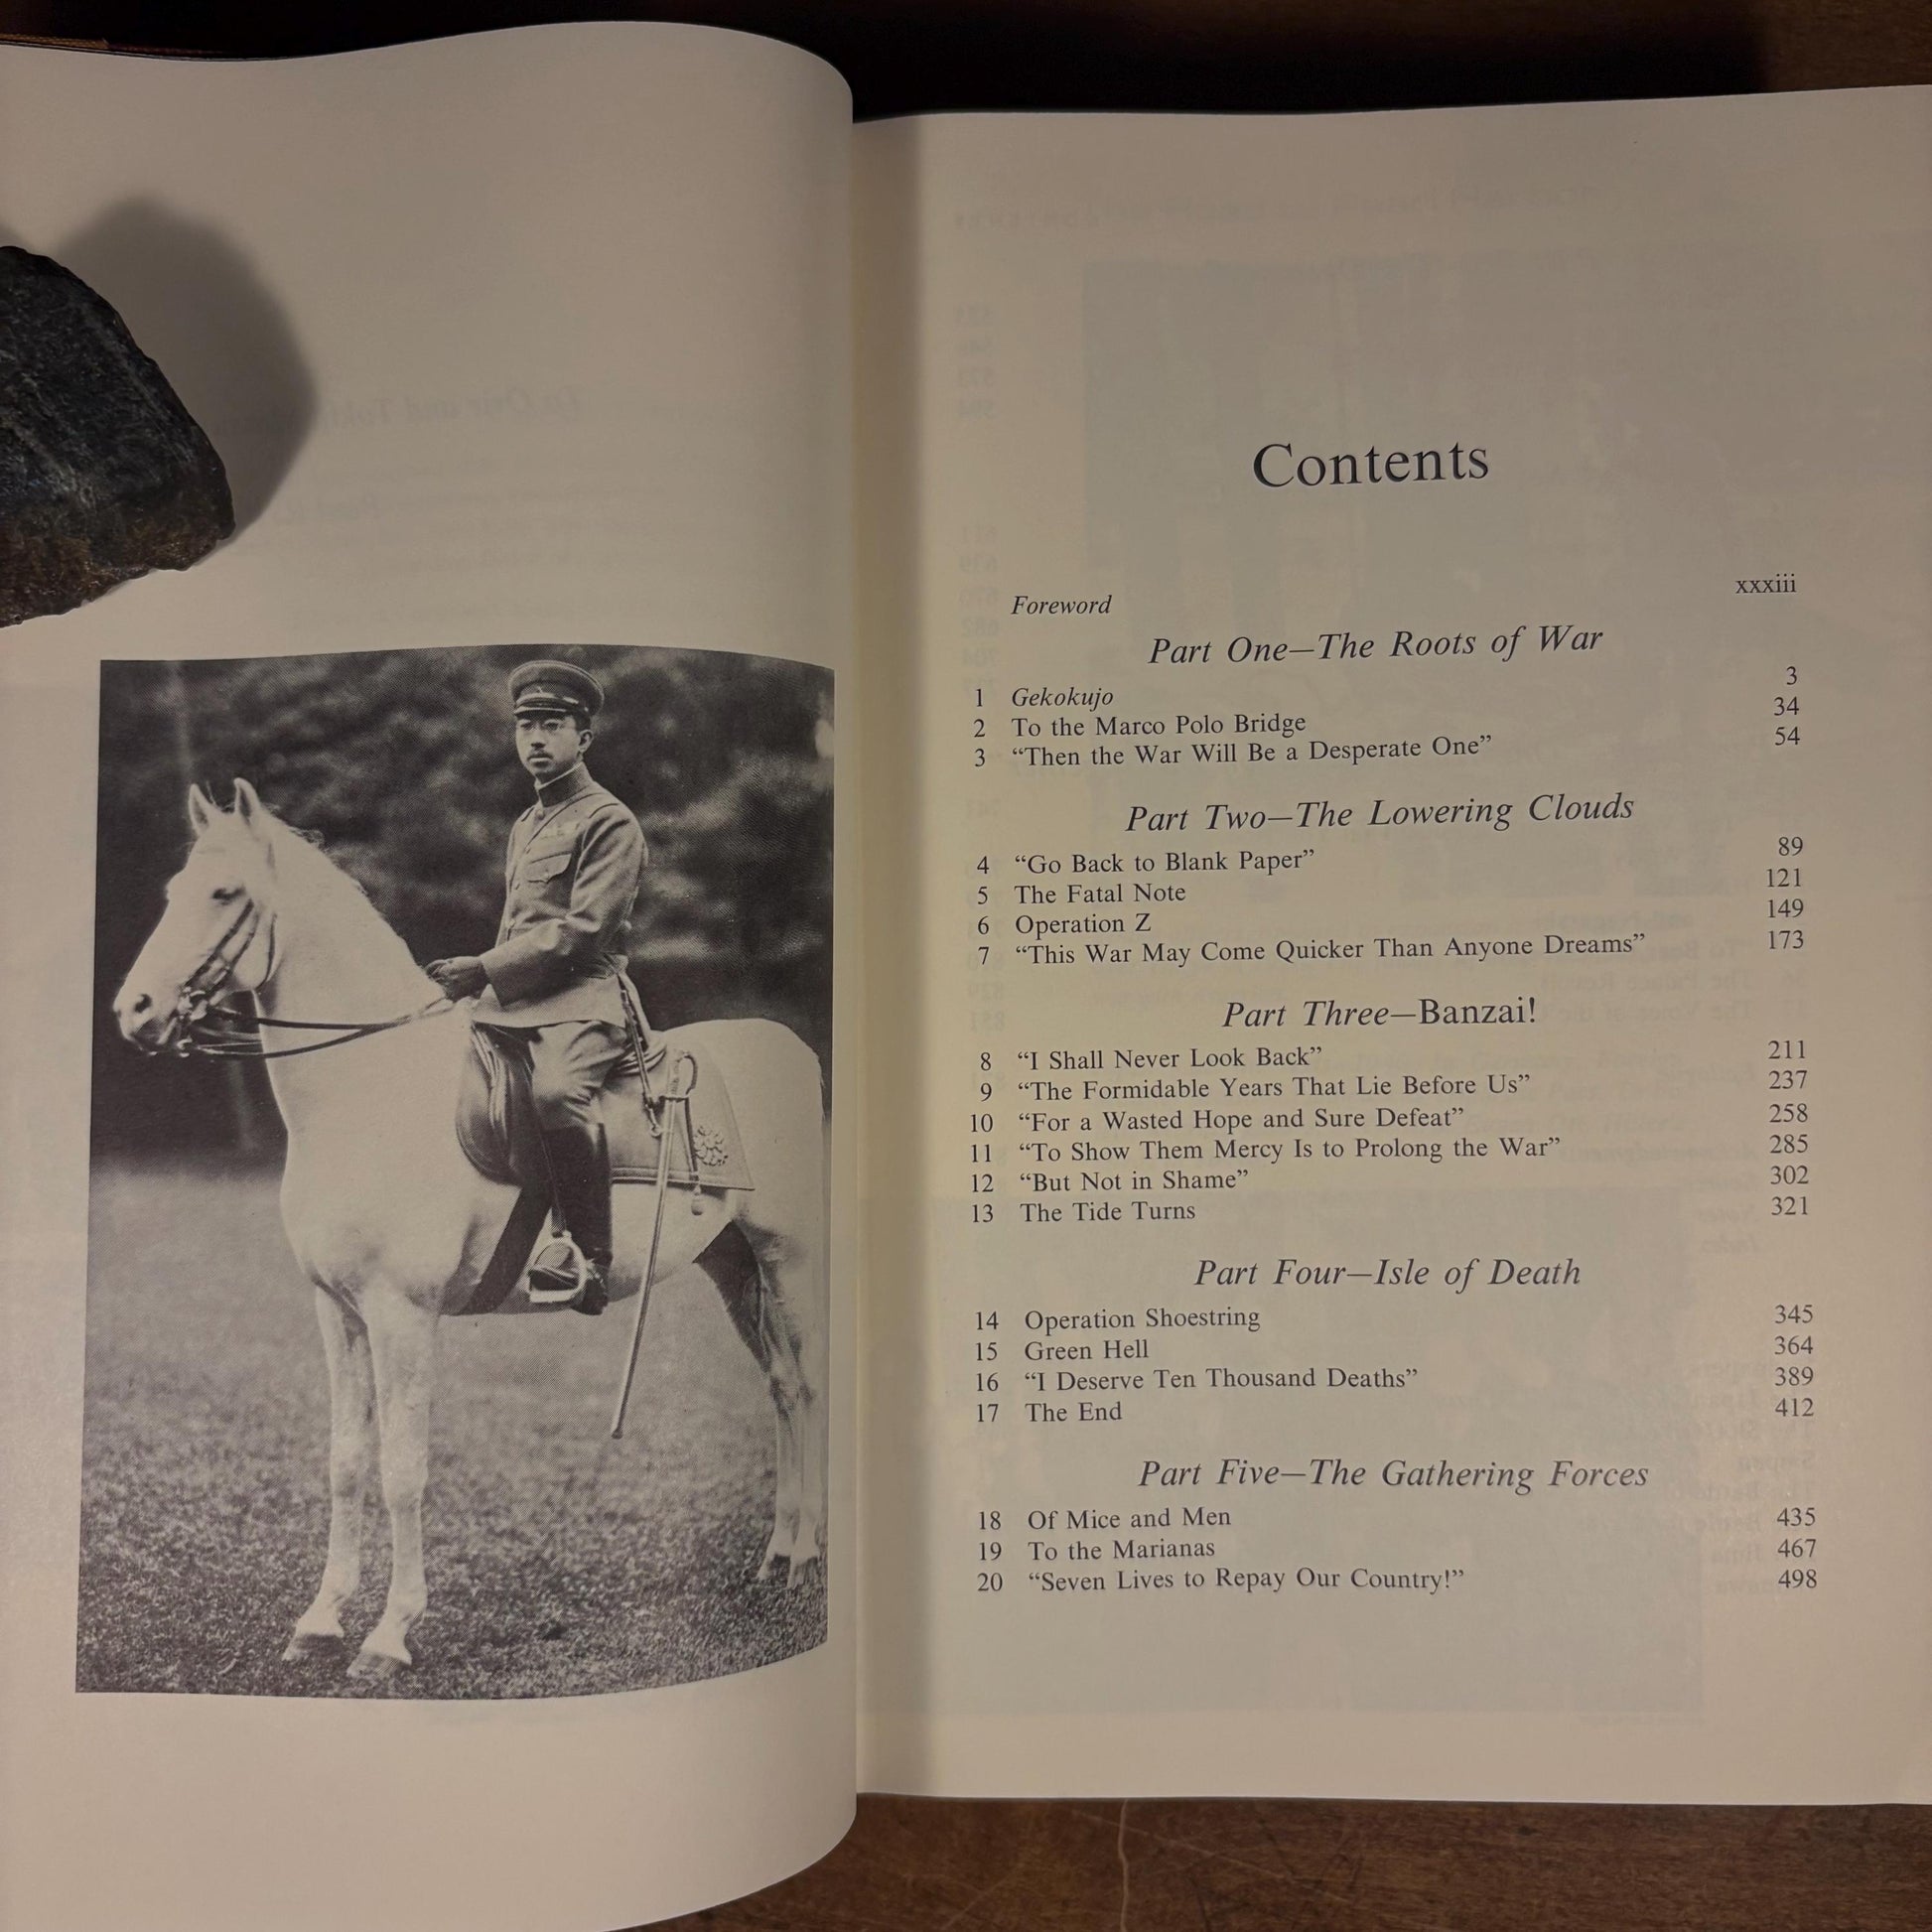 Contents
Foreword xxxiii
Part One—The Roots of War
1 Gekokujo 3
2 To the Marco Polo Bridge 34
3 “Then the War Will Be a Desperate One” 54
Part Two—The Lowering Clouds
4 “Go Back to Blank Paper” 89
5 The Fatal Note 121
6 Operation Z 149
7 “This War May Come Quicker Than Anyone Dreams” 173
Part Three—Banzai!
8 “I Shall Never Look Back” 211
9 “The Formidable Years That Lie Before Us” 237
10 “For a Wasted Hope and Sure Defeat” 258
11 “To Show Them Mercy Is to Prolong the War” 285
12 “But Not in Shame” 302
13 The Tide Turns 321
Part Four—Isle of Death
14 Operation Shoestring 345
15 Green Hell 364
16 “I Deserve Ten Thousand Deaths” 389
17 The End 412
Part Five—The Gathering Forces
18 Of Mice and Men 435
19 To the Marianas 467
20 “Seven Lives to Repay Our Country!” 498